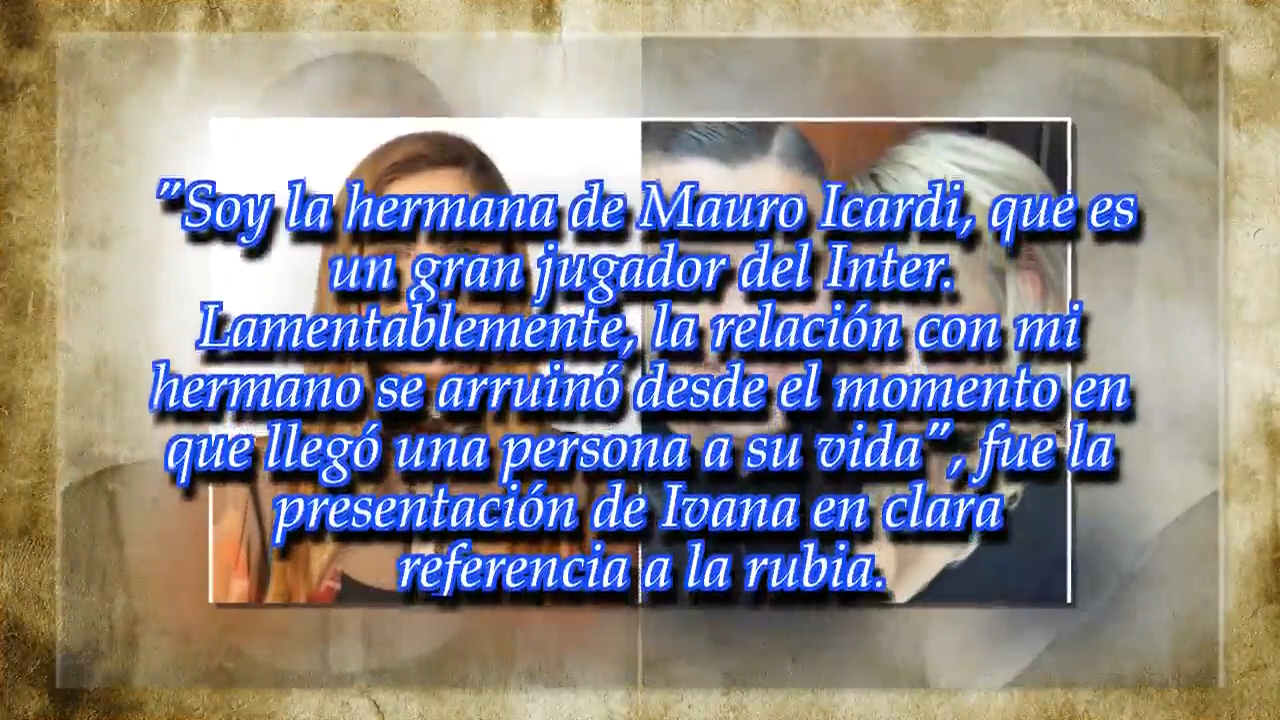 "Soy la hermana de Mauro Icardi, que es
un gran jugador del Inter.
Lamentablemente, la relación con mi
hermano se arruinó desde el momento en
que llegó una persona a su vida", fue la
presentación de Ivana en clara
referencia a la rubia.